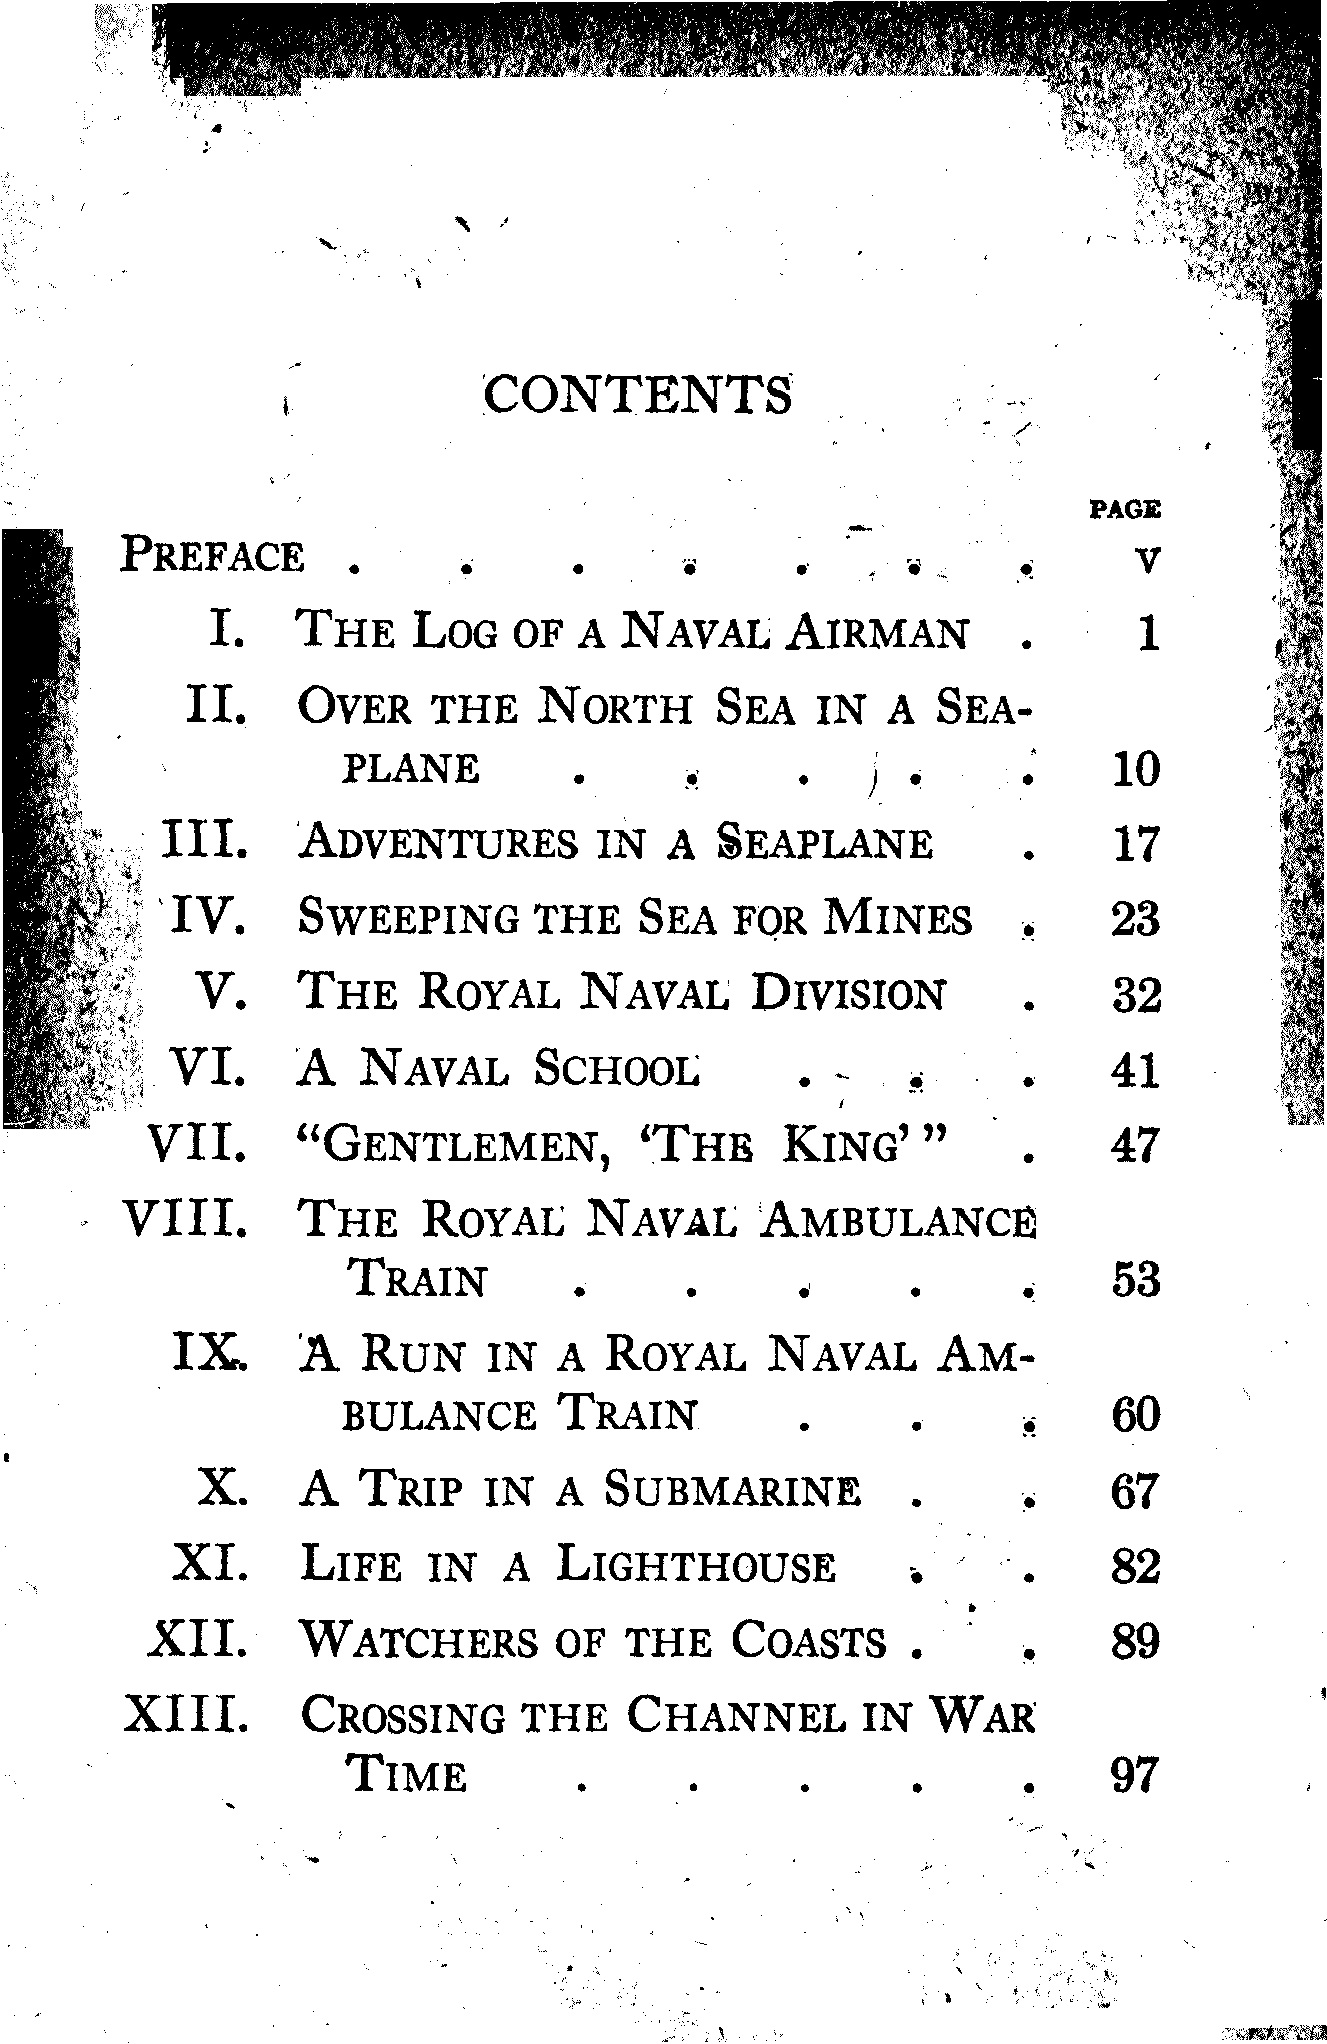 CONTENTS
PAGE
PREFACE . . . . . . . V
I. THE LOG OF A NAVAL AIRMAN . 1
II. OVER THE NORTH SEA IN A SEA-
PLANE . . . . . 10
III. ADVENTURES IN A SEAPLANE . 17
IV. SWEEPING THE SEA FOR MINES . 23
V. THE ROYAL NAVAL DIVISION . 32
VI. A NAVAL SCHOOL . . . 41
VII. "GENTLEMEN, 'THE KING'" . 47
VIII. THE ROYAL NAVAL AMBULANCE
TRAIN . . . . . 53
IX. A RUN IN A ROYAL NAVAL AM-
BULANCE TRAIN . . . 60
X. A TRIP IN A SUBMARINE . . 67
XI. LIFE IN A LIGHTHOUSE . . 82
XII. WATCHERS OF THE COASTS . . 89
XIII. CROSSING THE CHANNEL IN WAR
TIME . . . . . 97